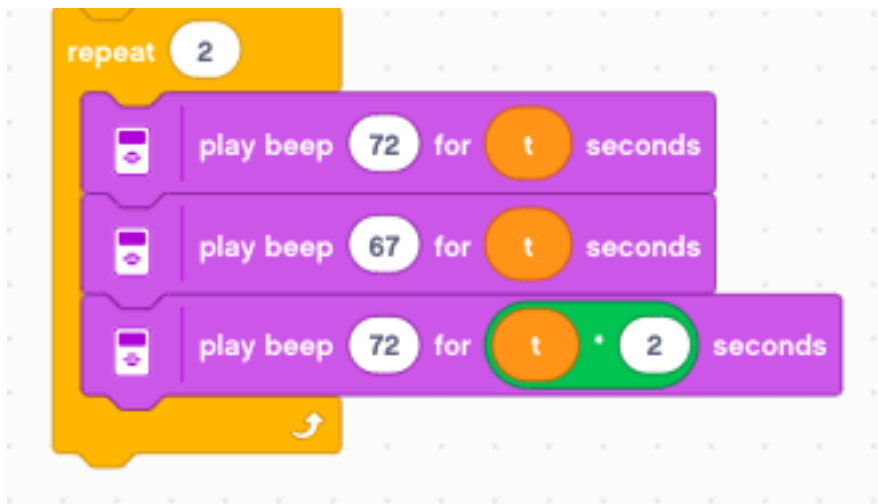 repeat 2
play beep 72 for t seconds
play beep 67 for t seconds
play beep 72 for t * 2 seconds